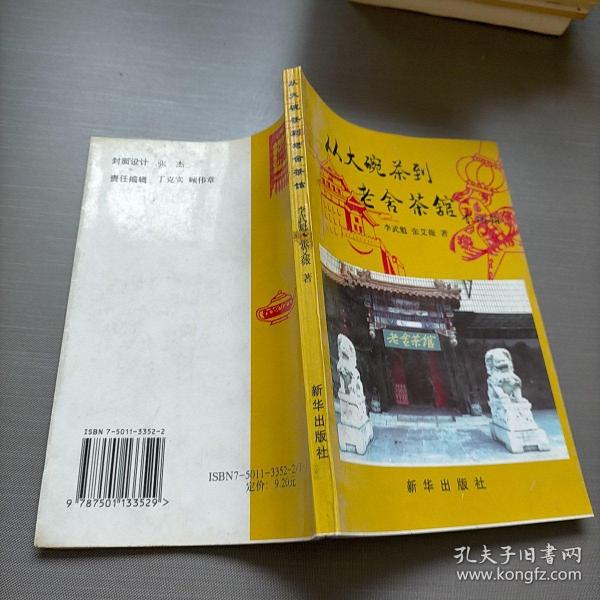 从大碗茶到
老舍茶馆
李武魁 张艾薇 著
老舍茶馆
新华出版社
从大碗茶到老舍茶馆
李武魁 张艾薇 著
新华出版社
封面设计 张 杰
责任编辑 丁克实 顾伟章
ISBN 7-5011-3352-2
9 787501 133529 >
ISBN7-5011-3352-2/I
定价: 9.20元
孔夫子旧书网
www.kongfz.com